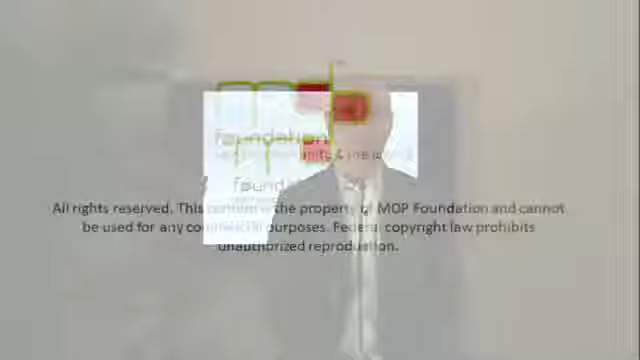 foundation
All rights reserved. This content is the property of MOP Foundation and cannot
be used for any commercial purposes. Federal copyright law prohibits
unauthorized reproduction.